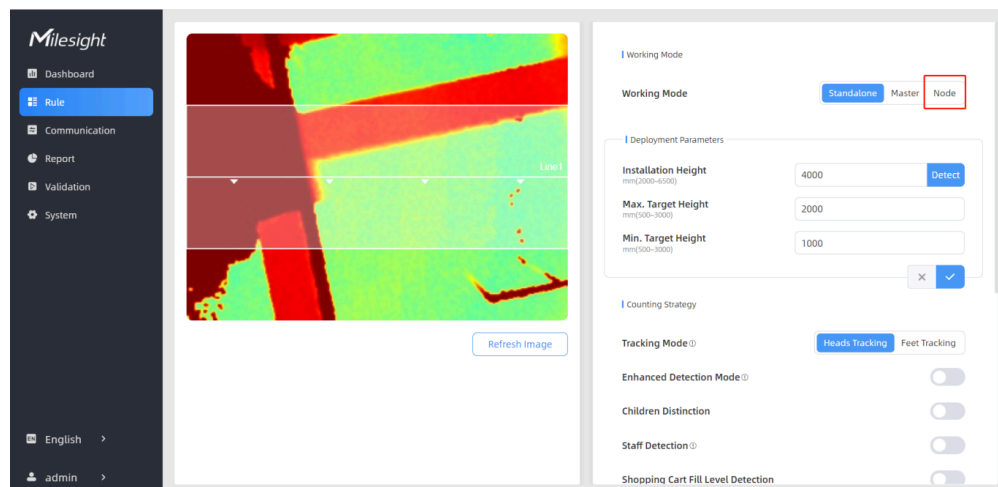 Milesight
Dashboard
Rule
Communication
Report
Validation
System
EN English >
admin >
Line1
Refresh Image
Working Mode
Working Mode Standalone Master Node
Deployment Parameters
Installation Height
mm(2000~6500)
4000 Detect
Max. Target Height
mm(500~3000)
2000
Min. Target Height
mm(500~3000)
1000
Counting Strategy
Tracking Mode Heads Tracking Feet Tracking
Enhanced Detection Mode
Children Distinction
Staff Detection
Shopping Cart Fill Level Detection